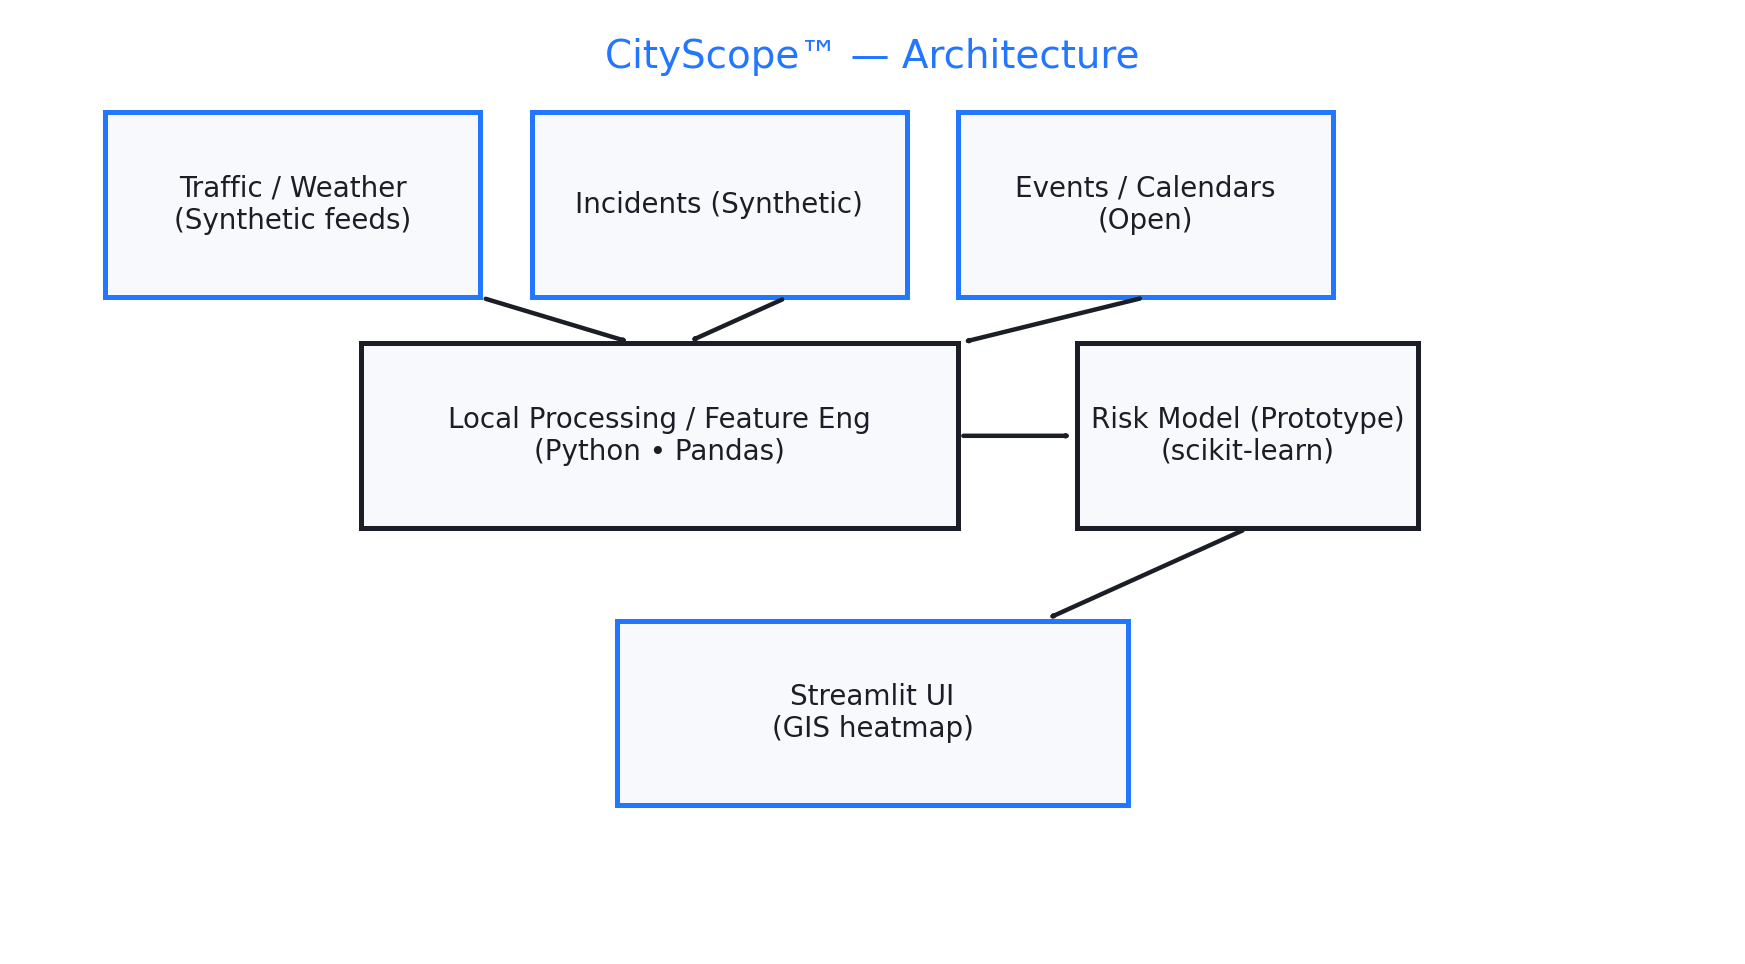 CityScope™ — Architecture
Traffic / Weather
(Synthetic feeds)
Incidents (Synthetic)
Events / Calendars
(Open)
Local Processing / Feature Eng
(Python • Pandas)
Risk Model (Prototype)
(scikit-learn)
Streamlit UI
(GIS heatmap)